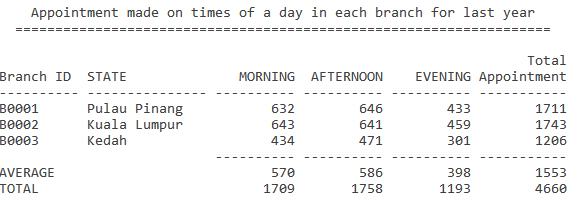 Appointment made on times of a day in each branch for last year
===================================================================
Total
Branch ID STATE MORNING AFTERNOON EVENING Appointment
---------- --------------- ---------- ---------- ---------- -----------
B0001 Pulau Pinang 632 646 433 1711
B0002 Kuala Lumpur 643 641 459 1743
B0003 Kedah 434 471 301 1206
---------- ---------- ---------- -----------
AVERAGE 570 586 398 1553
TOTAL 1709 1758 1193 4660